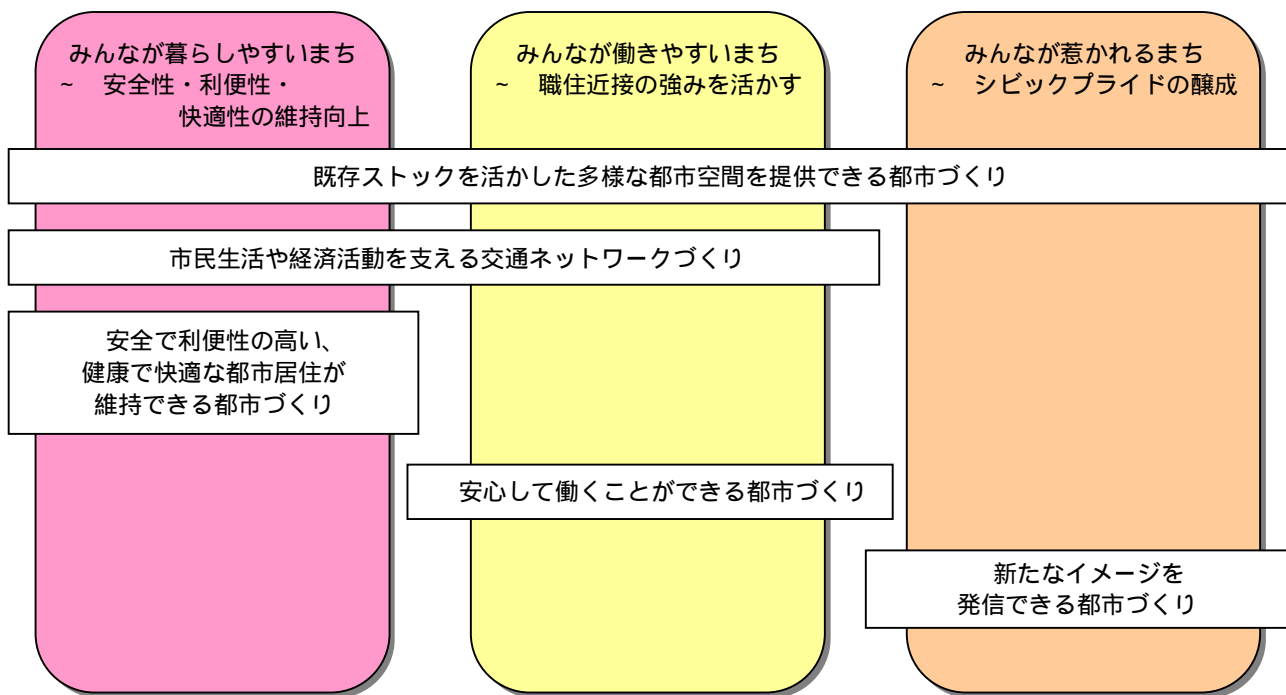 みんなが暮らしやすいまち
~ 安全性・利便性・
快適性の維持向上
みんなが働きやすいまち
~ 職住近接の強みを活かす
みんなが惹かれるまち
~ シビックプライドの醸成
既存ストックを活かした多様な都市空間を提供できる都市づくり
市民生活や経済活動を支える交通ネットワークづくり
安全で利便性の高い、
健康で快適な都市居住が
維持できる都市づくり
安心して働くことができる都市づくり
新たなイメージを
発信できる都市づくり